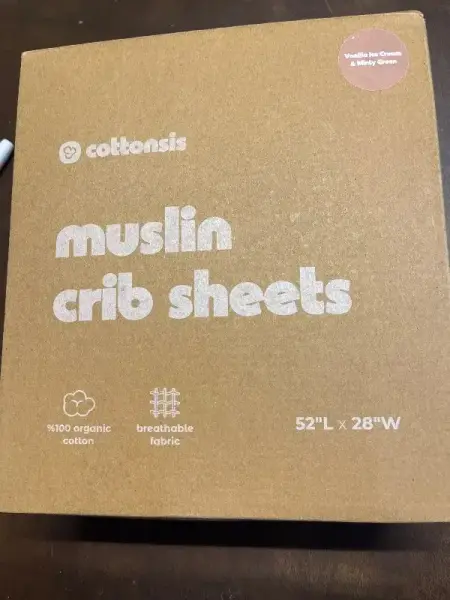 Vanilla Ice Cream
& Minty Green
cottonsis
muslin
crib sheets
%100 organic
cotton
breathable
fabric
52"L x 28"W